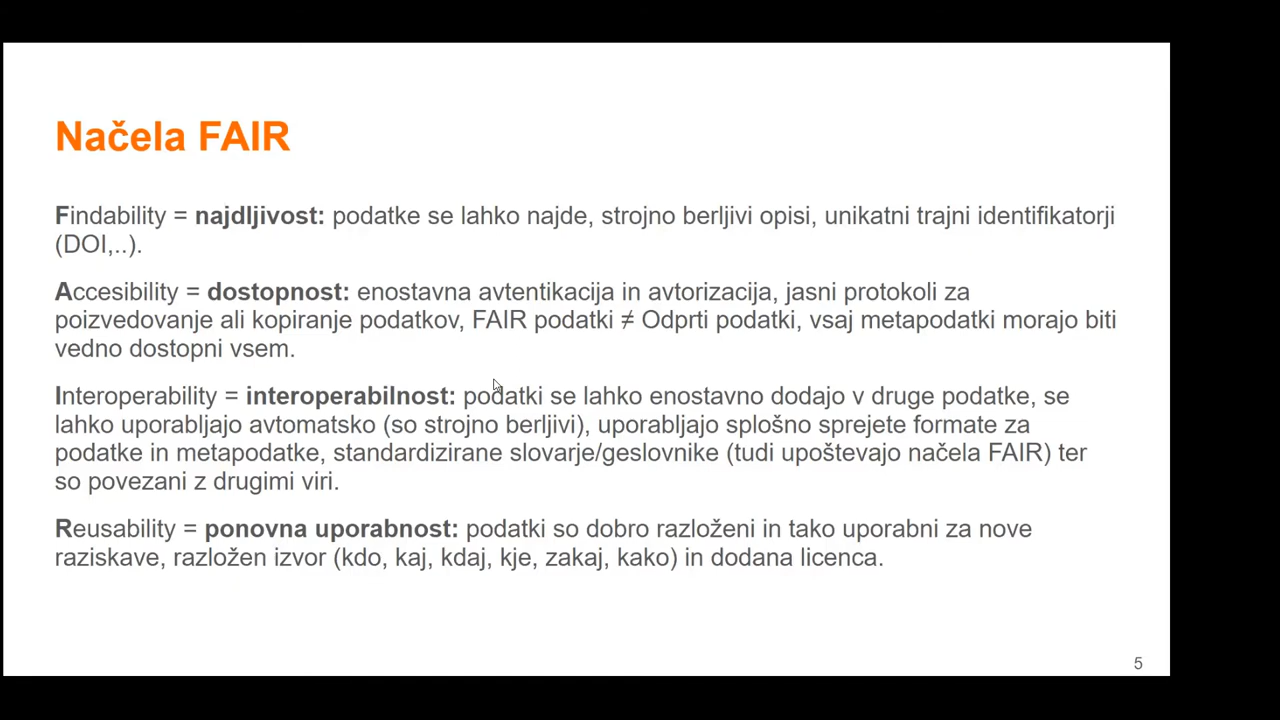 Načela FAIR
Findability = najdljivost: podatke se lahko najde, strojno berljivi opisi, unikatni trajni identifikatorji
(DOI,..).
Accesibility = dostopnost: enostavna avtentikacija in avtorizacija, jasni protokoli za
poizvedovanje ali kopiranje podatkov, FAIR podatki ≠ Odprti podatki, vsaj metapodatki morajo biti
vedno dostopni vsem.
Interoperability = interoperabilnost: podatki se lahko enostavno dodajo v druge podatke, se
lahko uporabljajo avtomatsko (so strojno berljivi), uporabljajo splošno sprejete formate za
podatke in metapodatke, standardizirane slovarje/geslovnike (tudi upoštevajo načela FAIR) ter
so povezani z drugimi viri.
Reusability = ponovna uporabnost: podatki so dobro razloženi in tako uporabni za nove
raziskave, razložen izvor (kdo, kaj, kdaj, kje, zakaj, kako) in dodana licenca.
5